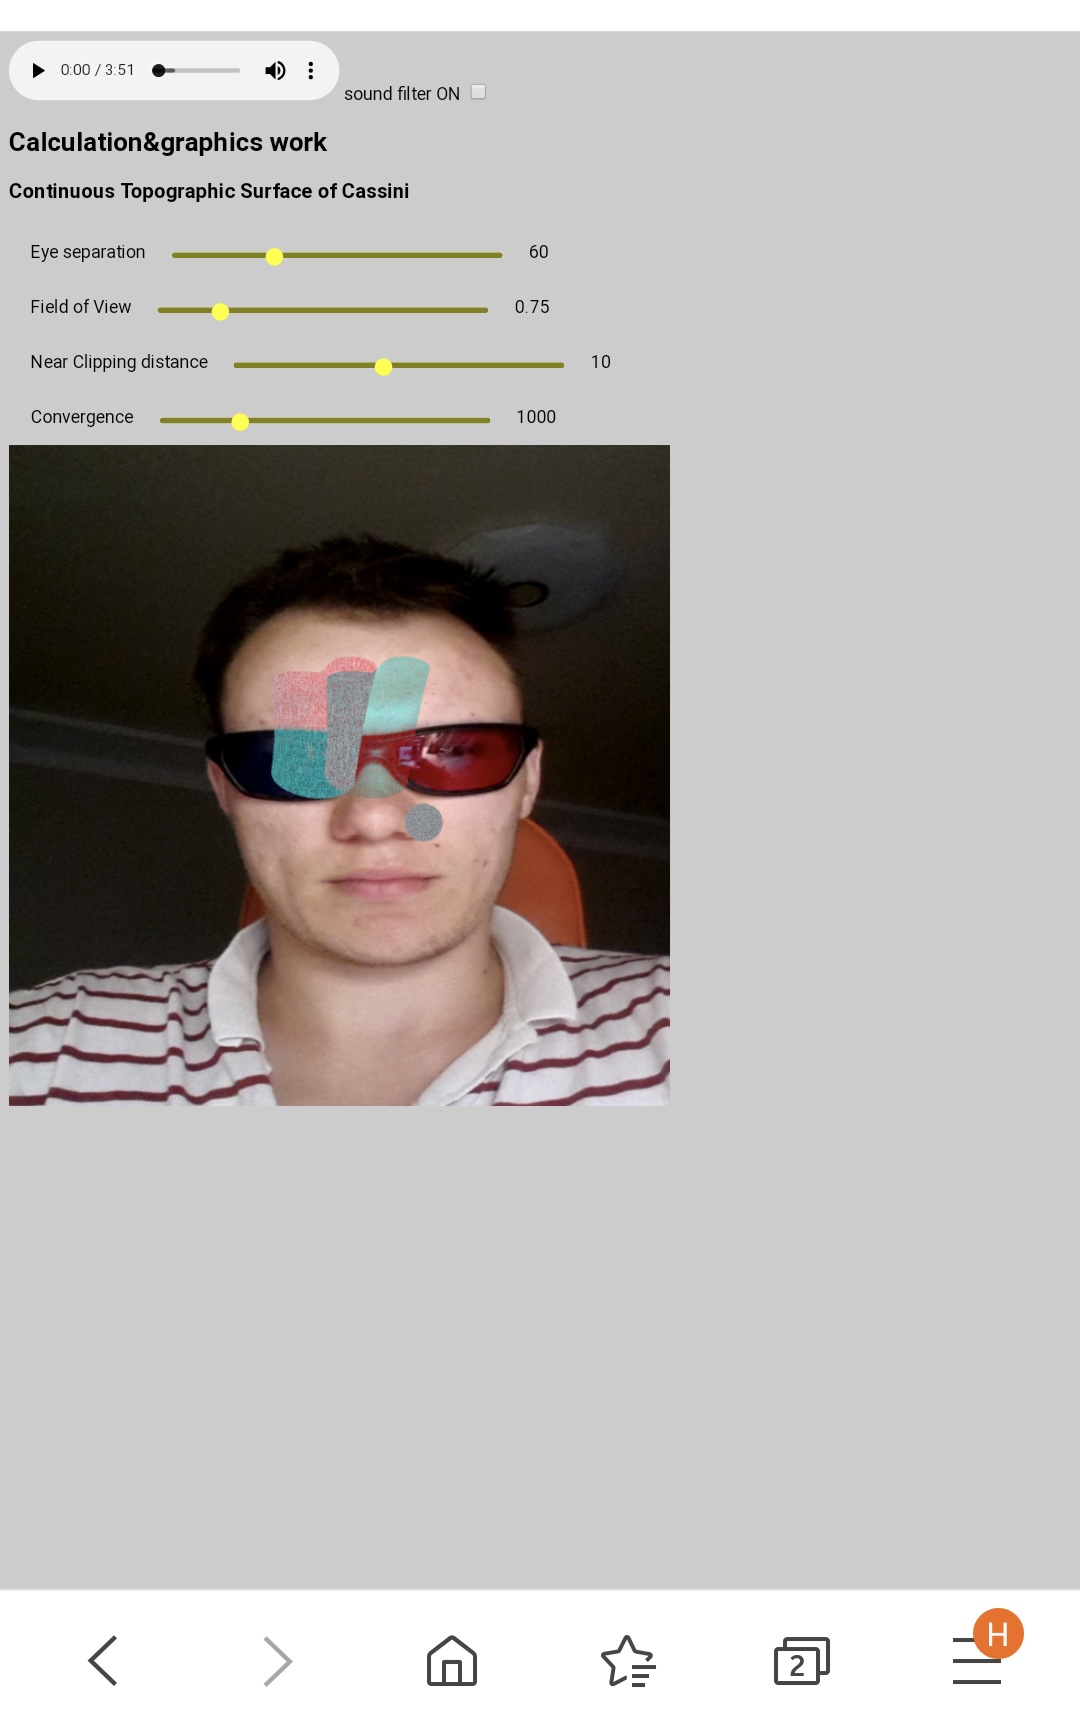 0:00 / 3:51
sound filter ON
Calculation&graphics work
Continuous Topographic Surface of Cassini
Eye separation 60
Field of View 0.75
Near Clipping distance 10
Convergence 1000
2
H